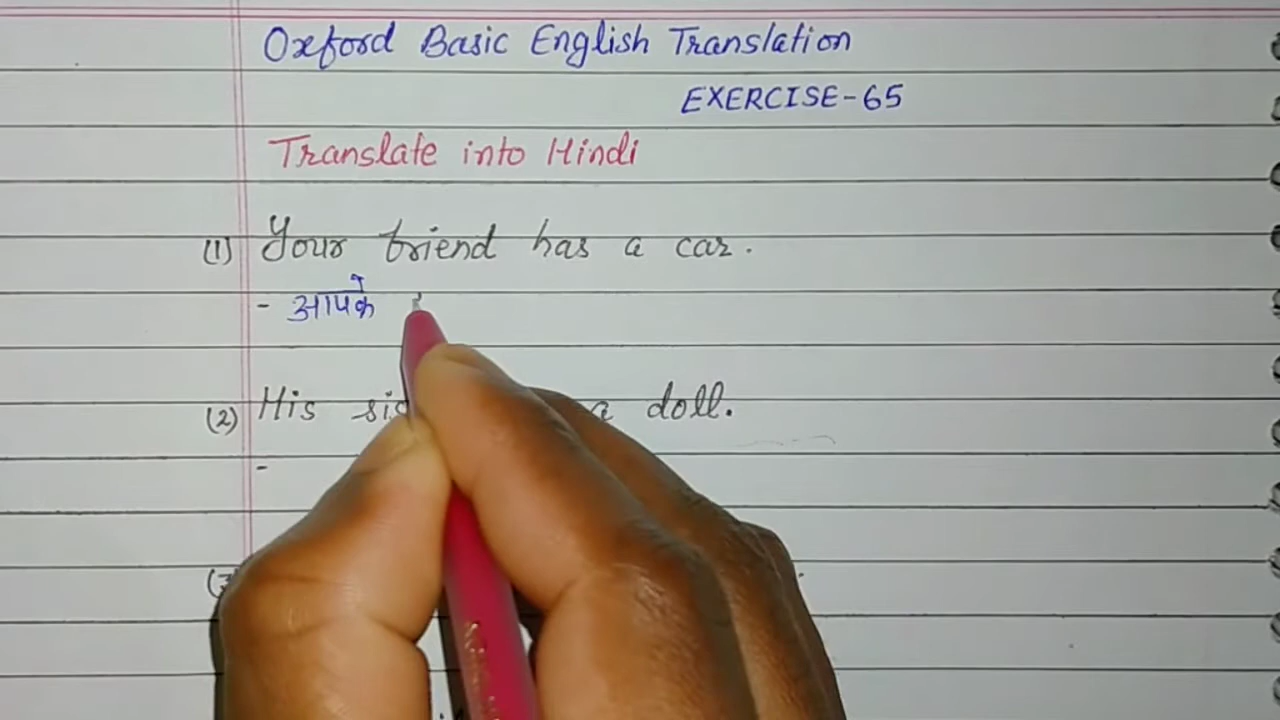 Oxford Basic English Translation
EXERCISE-65
Translate into Hindi
(1) Your friend has a car.
- आपके
(2) His a doll.
-